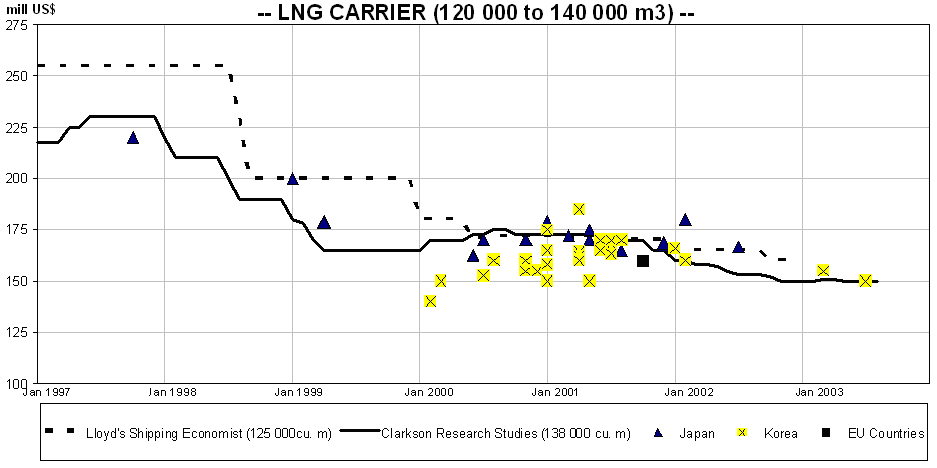 mill US$
-- LNG CARRIER (120 000 to 140 000 m3) --
275
250
225
200
175
150
125
100
Jan 1997 Jan 1998 Jan 1999 Jan 2000 Jan 2001 Jan 2002 Jan 2003
Lloyd's Shipping Economist (125 000cu. m) Clarkson Research Studies (138 000 cu. m) Japan Korea EU Countries